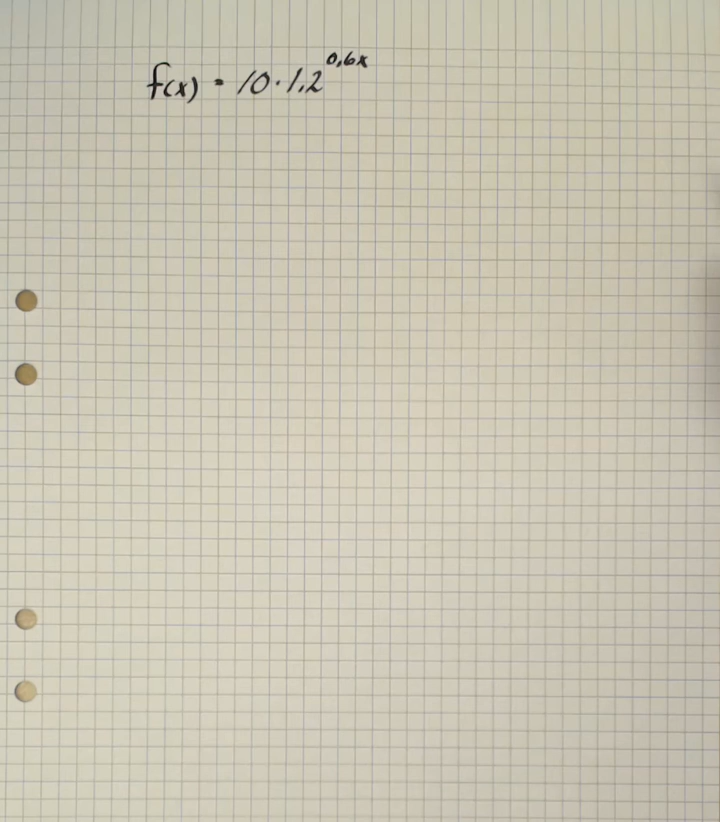 f(x) = 10 · 1,2^0,6x